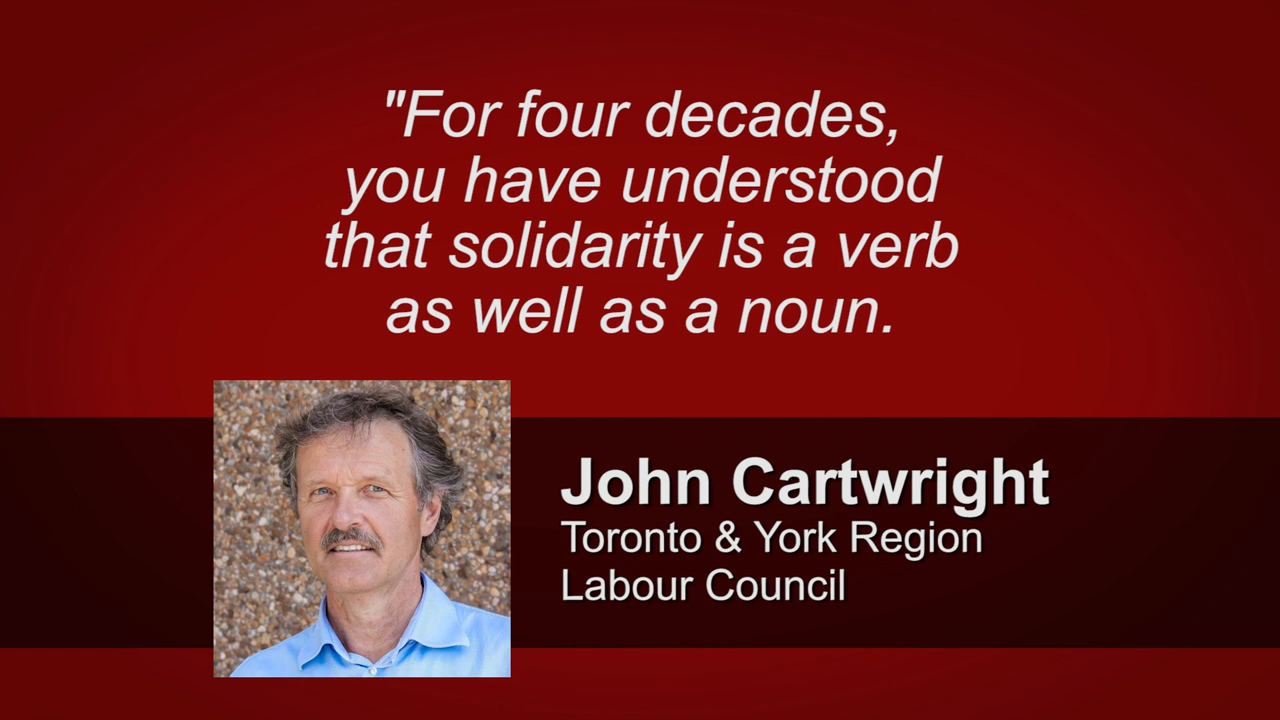 "For four decades,
you have understood
that solidarity is a verb
as well as a noun.
John Cartwright
Toronto & York Region
Labour Council